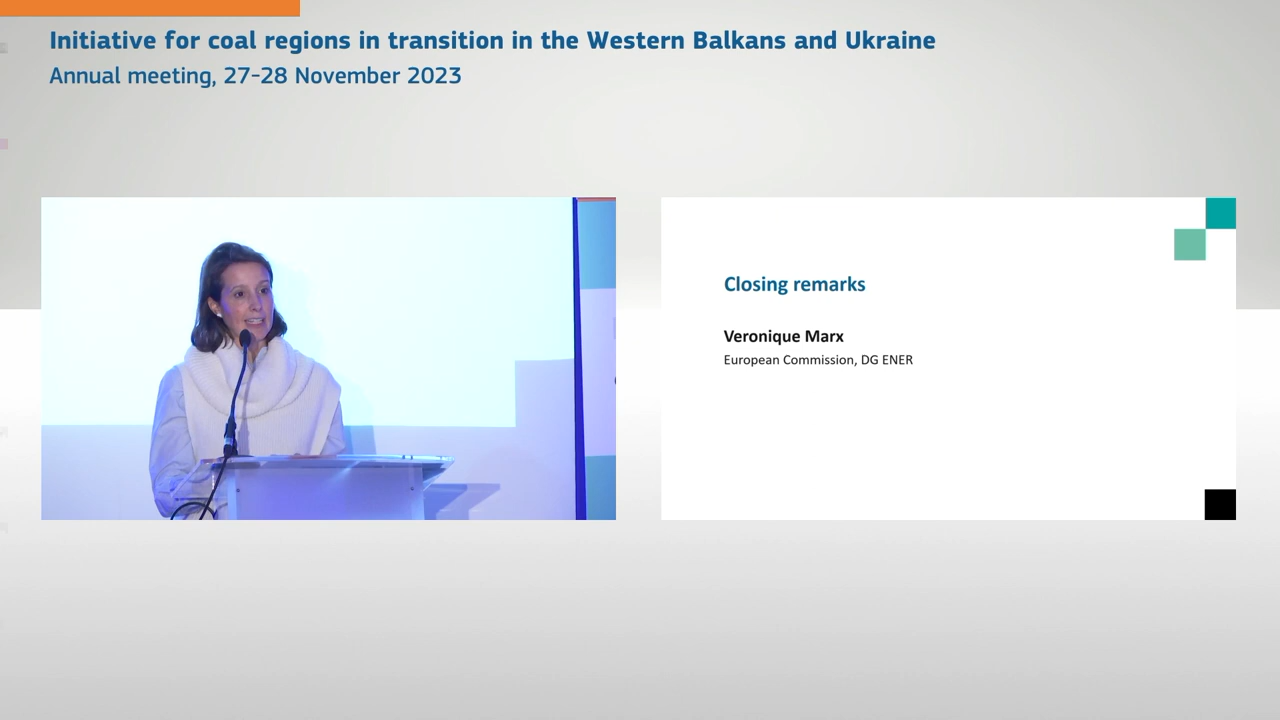 Initiative for coal regions in transition in the Western Balkans and Ukraine
Annual meeting, 27-28 November 2023
Closing remarks
Veronique Marx
European Commission, DG ENER